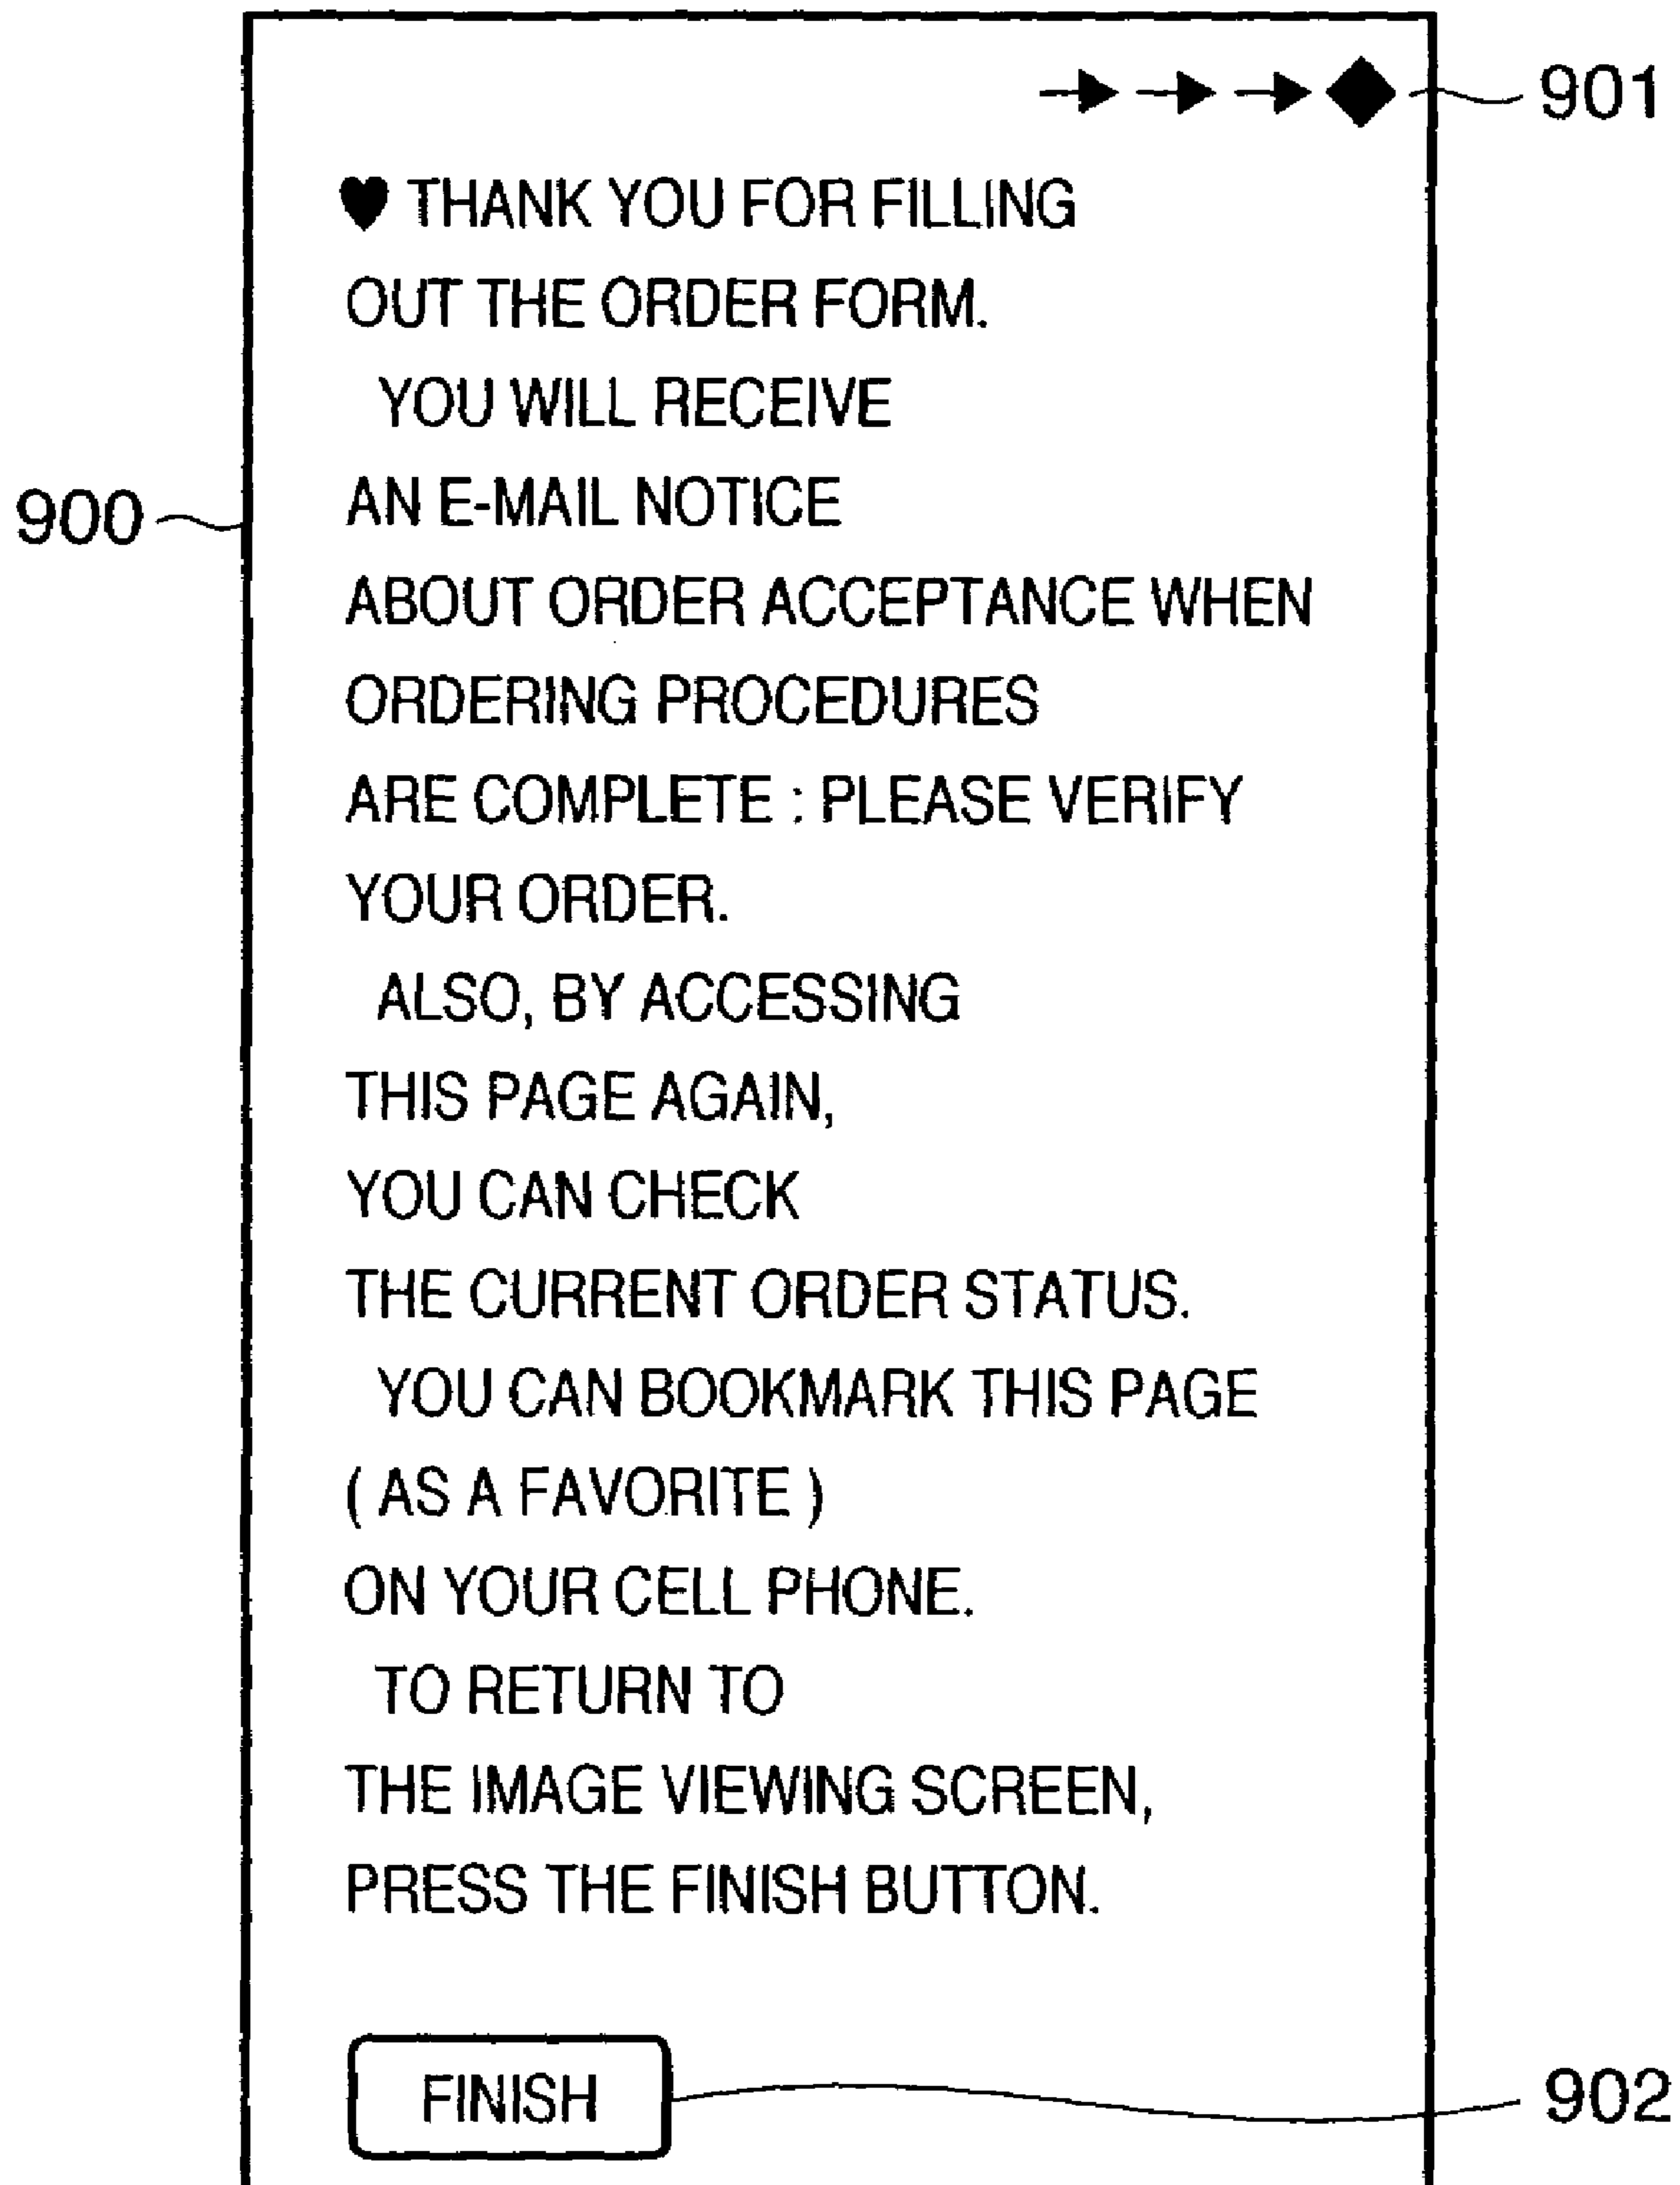 901
♥ THANK YOU FOR FILLING
OUT THE ORDER FORM.
YOU WILL RECEIVE
900
AN E-MAIL NOTICE
ABOUT ORDER ACCEPTANCE WHEN
ORDERING PROCEDURES
ARE COMPLETE : PLEASE VERIFY
YOUR ORDER.
ALSO, BY ACCESSING
THIS PAGE AGAIN,
YOU CAN CHECK
THE CURRENT ORDER STATUS.
YOU CAN BOOKMARK THIS PAGE
( AS A FAVORITE )
ON YOUR CELL PHONE.
TO RETURN TO
THE IMAGE VIEWING SCREEN,
PRESS THE FINISH BUTTON.
FINISH
902